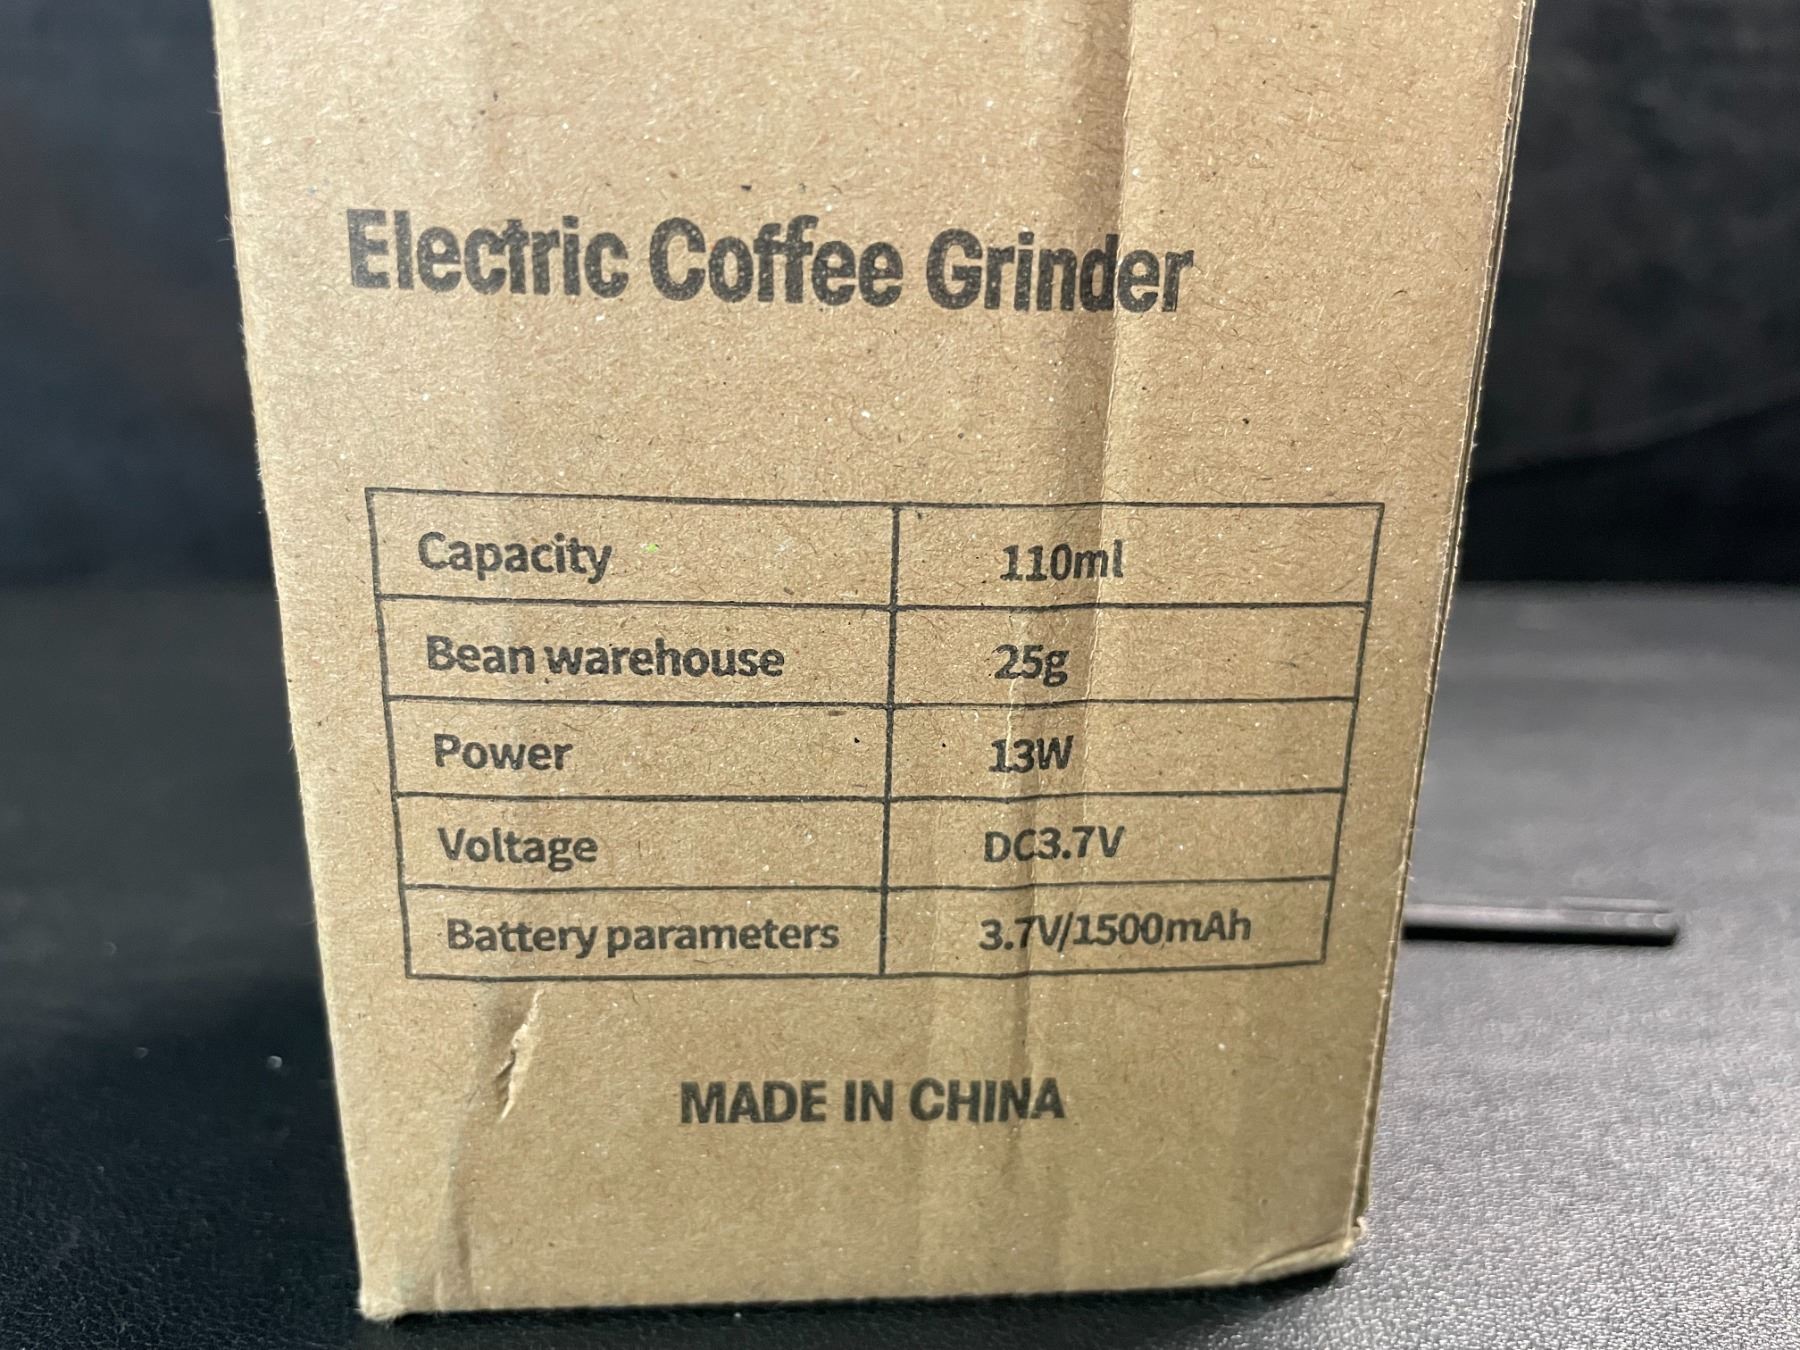 Electric Coffee Grinder
Capacity 110ml
Bean warehouse 25g
Power 13W
Voltage DC3.7V
Battery parameters 3.7V/1500mAh
MADE IN CHINA